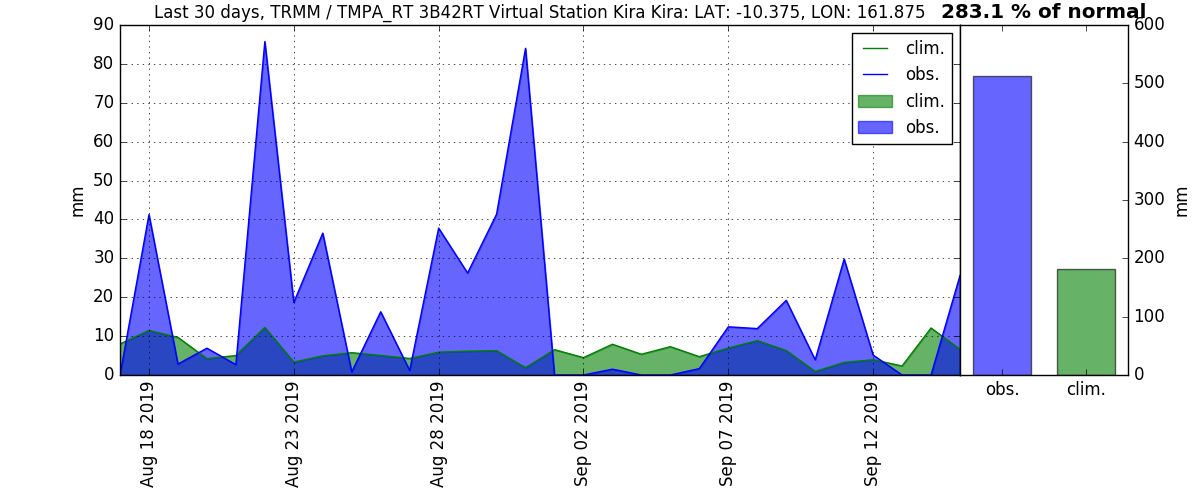 Last 30 days, TRMM / TMPA_RT 3B42RT Virtual Station Kira Kira: LAT: -10.375, LON: 161.875 283.1 % of normal
90
80
70
60
50
40
30
20
10
0
mm
clim.
obs.
clim.
obs.
Aug 18 2019
Aug 23 2019
Aug 28 2019
Sep 02 2019
Sep 07 2019
Sep 12 2019
600
500
400
300
200
100
0
mm
obs.
clim.